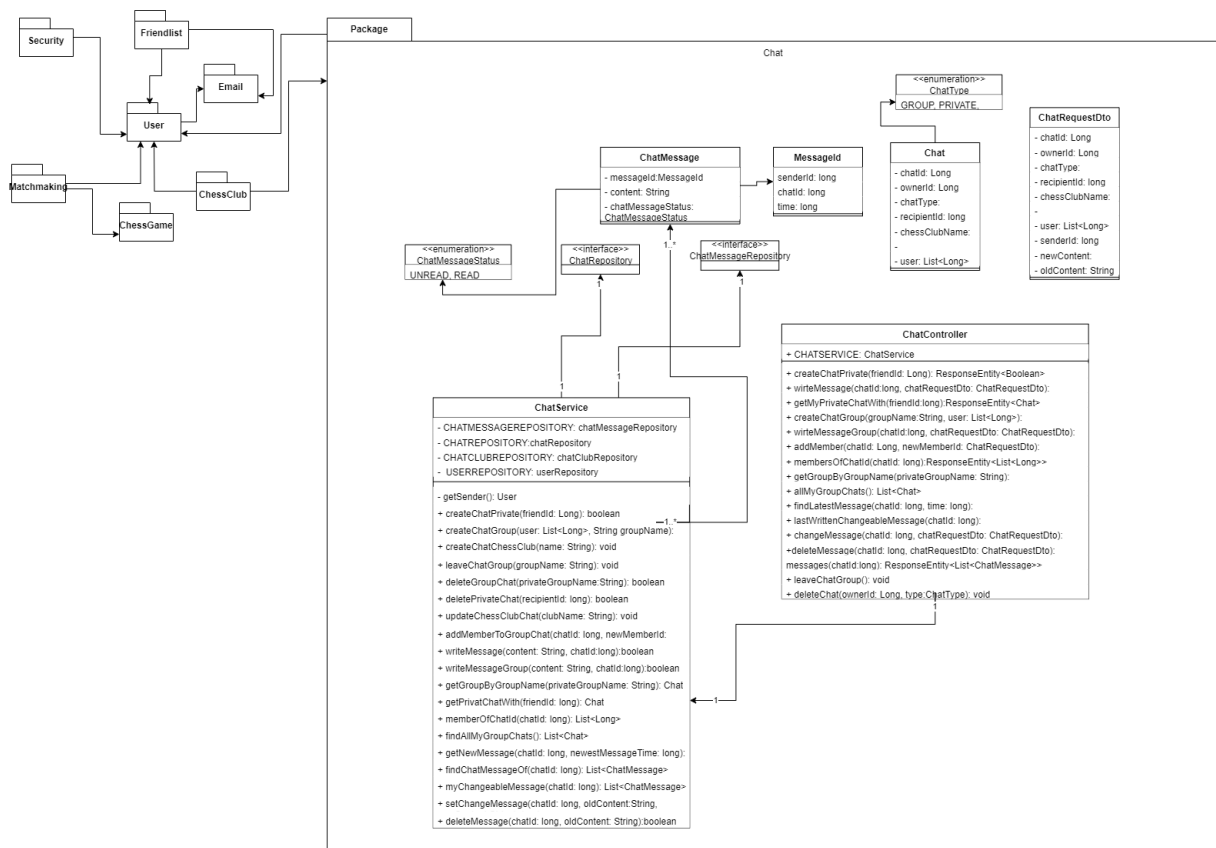 Package
Friendlist
Security
Chat
Email
User
Matchmaking
ChessClub
ChessGame
<<enumeration>>
ChatType
GROUP, PRIVATE,
ChatRequestDto
- chatId: Long
- ownerId: Long
- chatType:
- recipientId: long
- chessClubName:
-
- user: List<Long>
- senderId: long
- newContent:
- oldContent: String
Chat
- chatId: Long
- ownerId: Long
- chatType:
- recipientId: long
- chessClubName:
-
- user: List<Long>
ChatMessage
- messageId:MessageId
- content: String
- chatMessageStatus:
ChatMessageStatus
MessageId
senderId: long
chatId: long
time: long
<<enumeration>>
ChatMessageStatus
UNREAD, READ
<<interface>>
ChatRepository
1
1..*
<<interface>>
ChatMessageRepository
1
1
1
ChatService
- CHATMESSAGEREPOSITORY: chatMessageRepository
- CHATREPOSITORY:chatRepository
- CHATCLUBREPOSITORY: chatClubRepository
- USERREPOSITORY: userRepository
- getSender(): User
+ createChatPrivate(friendId: Long): boolean
+ createChatGroup(user: List<Long>, String groupName):
+ createChatChessClub(name: String): void
+ leaveChatGroup(groupName: String): void
+ deleteGroupChat(privateGroupName:String): boolean
+ deletePrivateChat(recipientId: long): boolean
+ updateChessClubChat(clubName: String): void
+ addMemberToGroupChat(chatId: long, newMemberId:
+ writeMessage(content: String, chatId:long):boolean
+ writeMessageGroup(content: String, chatId:long):boolean
+ getGroupByGroupName(privateGroupName: String): Chat
+ getPrivatChatWith(friendId: long): Chat
+ memberOfChatId(chatId: long): List<Long>
+ findAllMyGroupChats(): List<Chat>
+ getNewMessage(chatId: long, newestMessageTime: long):
+ findChatMessageOf(chatId: long): List<ChatMessage>
+ myChangeableMessage(chatId: long): List<ChatMessage>
+ setChangeMessage(chatId: long, oldContent:String,
+ deleteMessage(chatId: long, oldContent: String):boolean
1..*
ChatController
+ CHATSERVICE: ChatService
+ createChatPrivate(friendId: Long): ResponseEntity<Boolean>
+ wirteMessage(chatId:long, chatRequestDto: ChatRequestDto):
+ getMyPrivateChatWith(friendId:long):ResponseEntity<Chat>
+ createChatGroup(groupName:String, user: List<Long>):
+ wirteMessageGroup(chatId:long, chatRequestDto: ChatRequestDto):
+ addMember(chatId: Long, newMemberId: ChatRequestDto):
+ membersOfChatId(chatId: long):ResponseEntity<List<Long>>
+ getGroupByGroupName(privateGroupName: String):
+ allMyGroupChats(): List<Chat>
+ findLatestMessage(chatId: long, time: long):
+ lastWrittenChangeableMessage(chatId: long):
+ changeMessage(chatId: long, chatRequestDto: ChatRequestDto):
+deleteMessage(chatId: long, chatRequestDto: ChatRequestDto):
messages(chatId:long): ResponseEntity<List<ChatMessage>>
+ leaveChatGroup(): void
+ deleteChat(ownerId: Long, type:ChatType): void
1
1